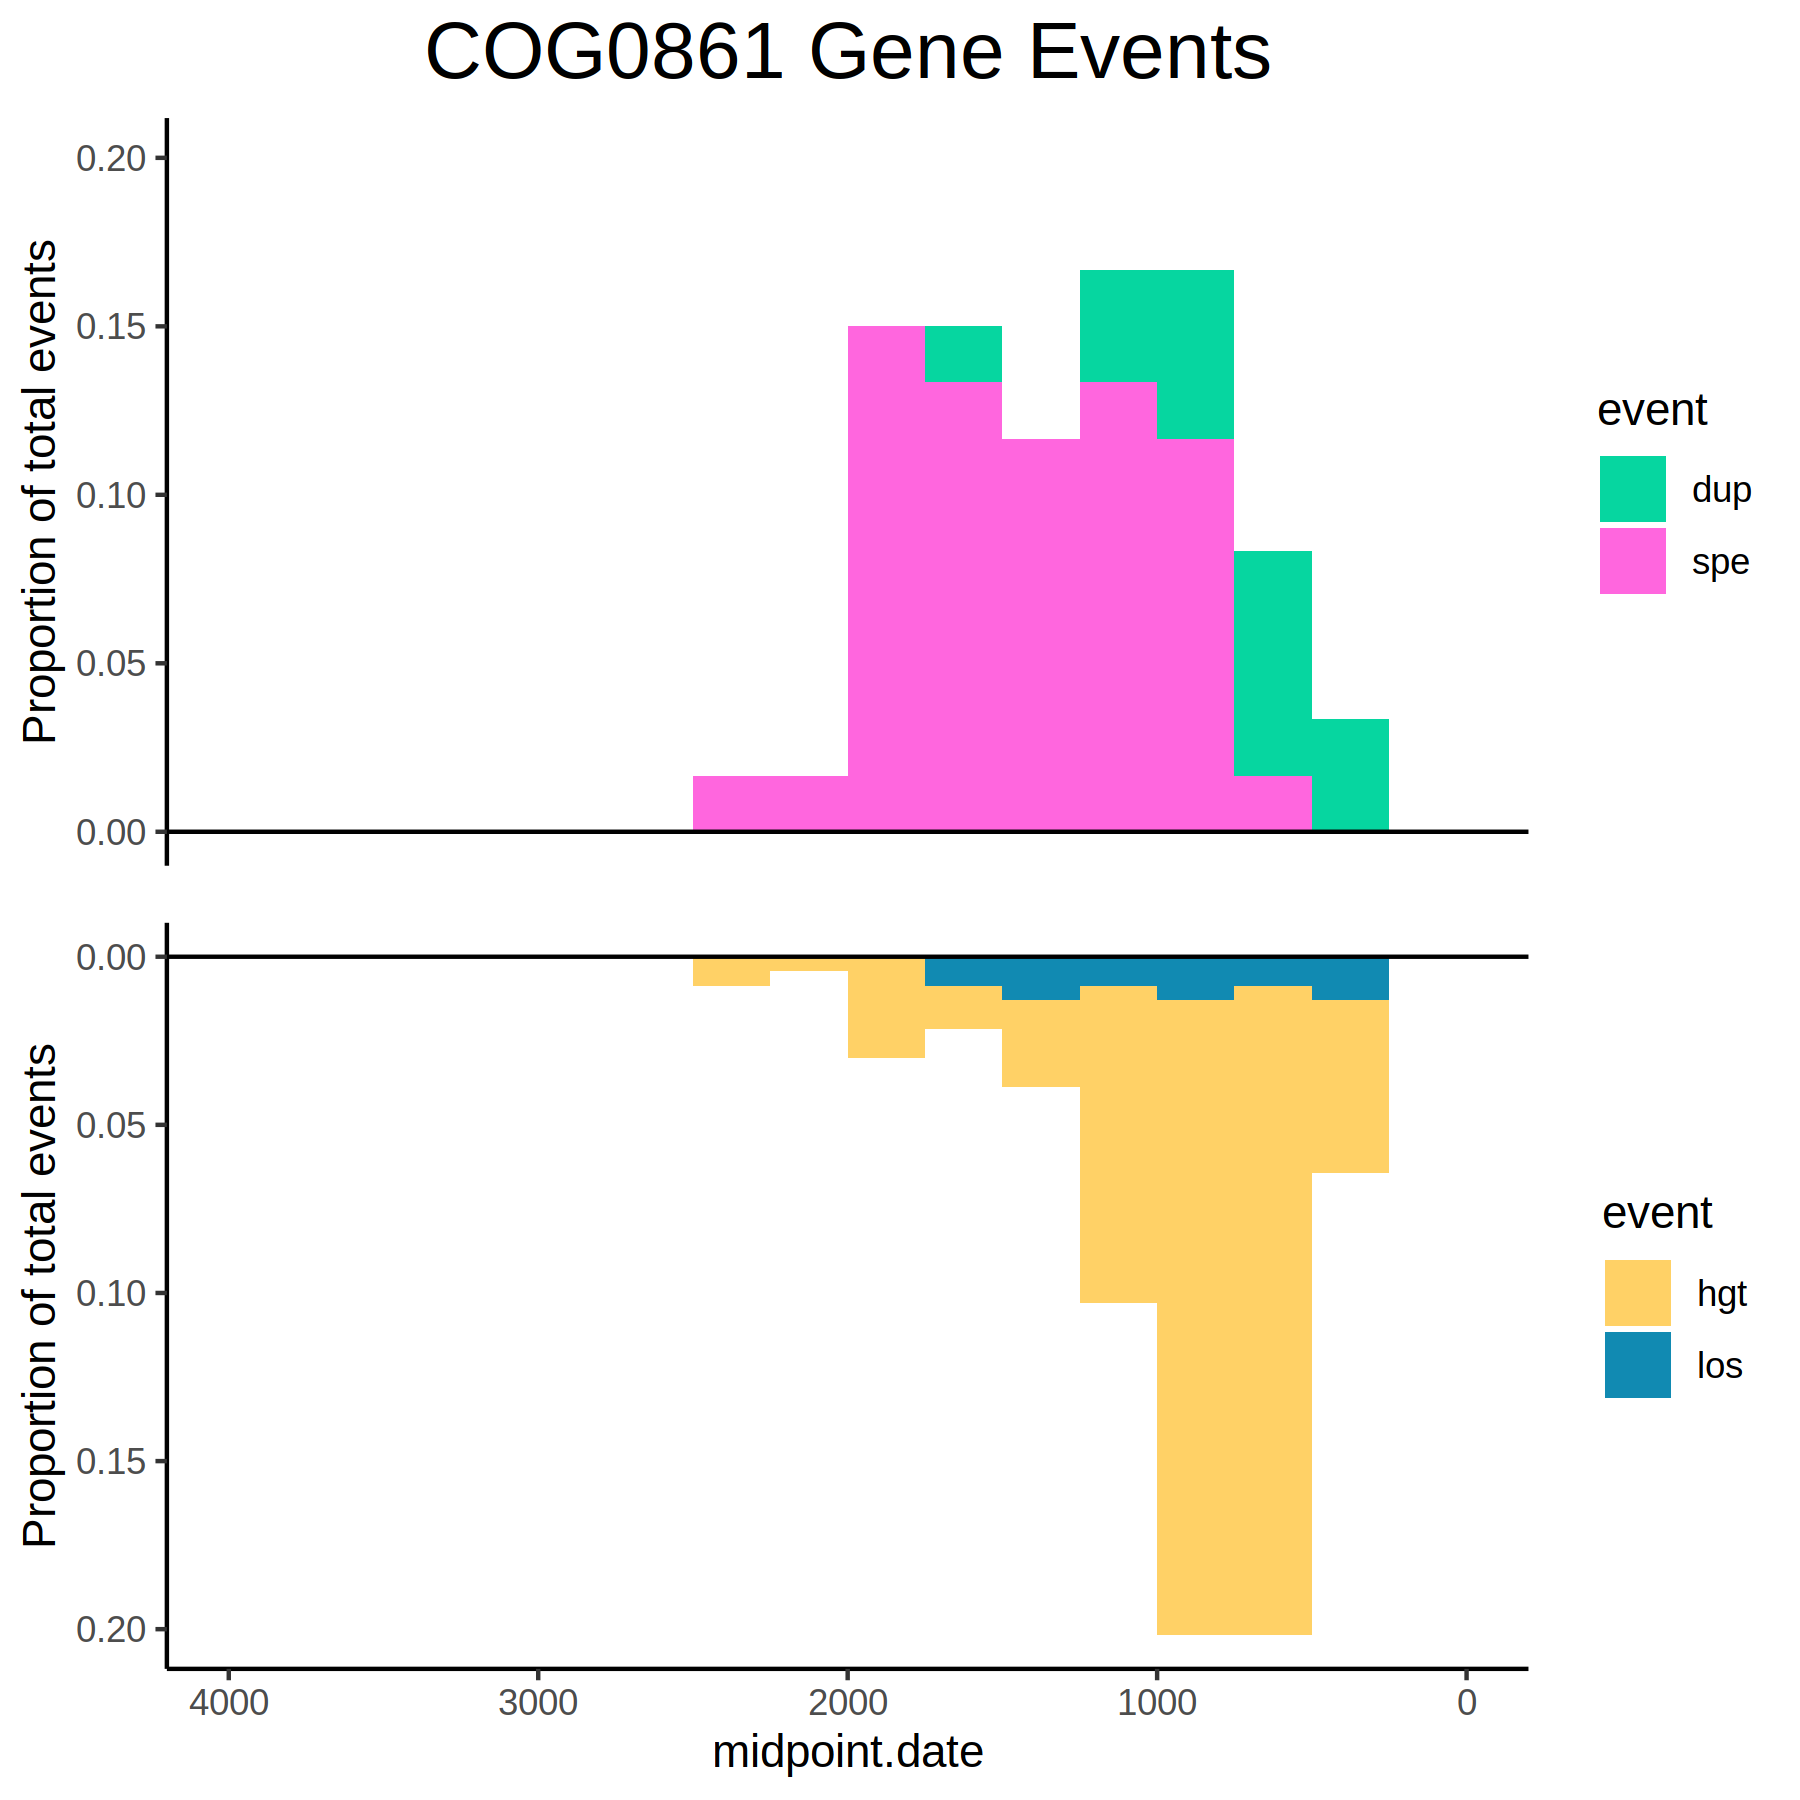 COG0861 Gene Events
Proportion of total events
0.20
0.15
0.10
0.05
0.00
event
dup
spe
Proportion of total events
0.00
0.05
0.10
0.15
0.20
event
hgt
los
4000 3000 2000 1000 0
midpoint.date